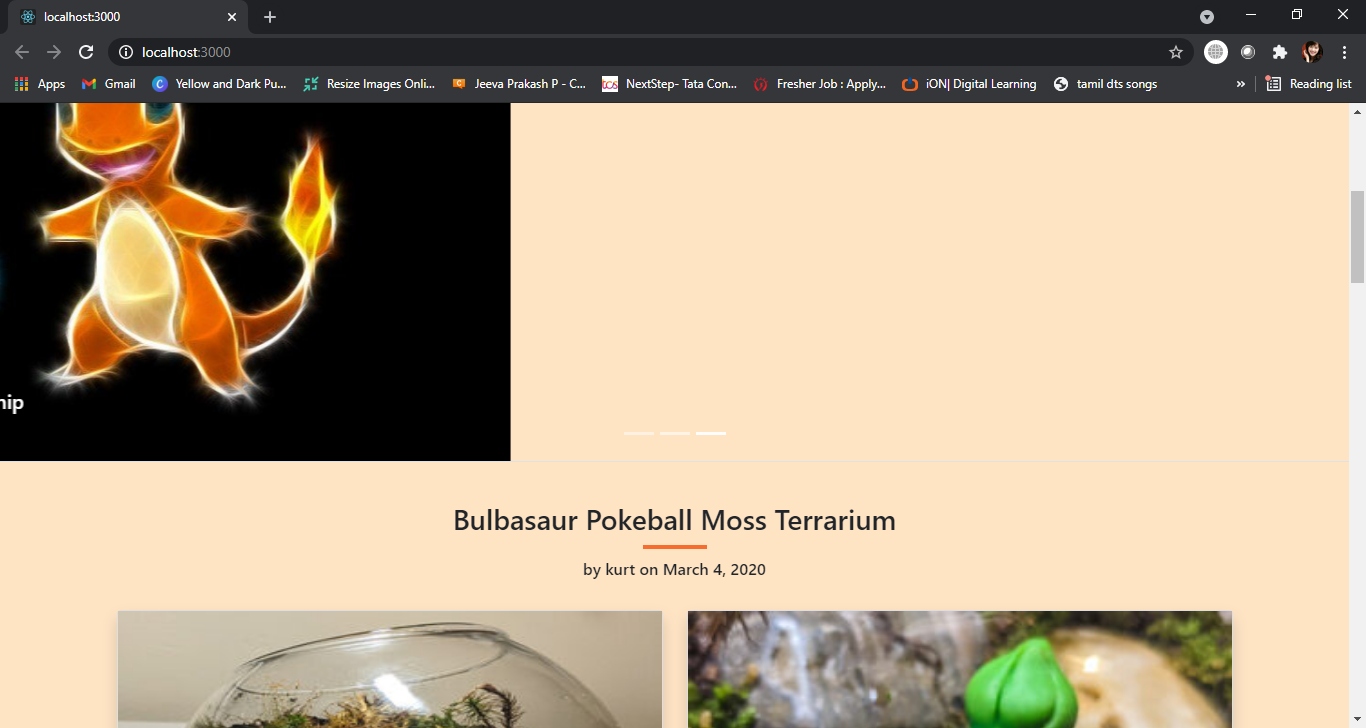 localhost:3000
localhost:3000
Apps
Gmail
Yellow and Dark Pu...
Resize Images Onli...
Jeeva Prakash P - C...
tcs
NextStep- Tata Con...
Fresher Job : Apply...
iON| Digital Learning
tamil dts songs
»
Reading list
hip
Bulbasaur Pokeball Moss Terrarium
by kurt on March 4, 2020